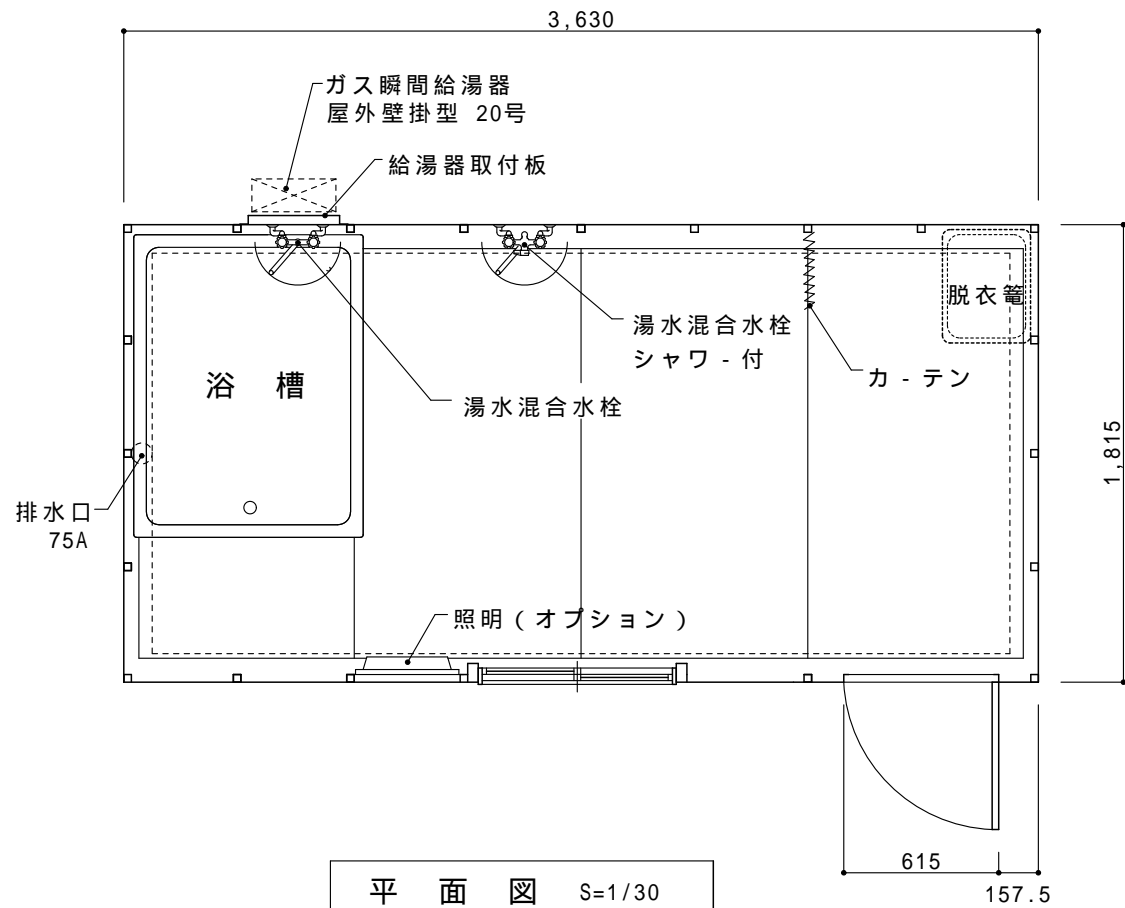 3,630
ガス瞬間給湯器
屋外壁掛型 20号
給湯器取付板
脱衣篭
湯水混合水栓
シャワ-付
カ-テン
浴 槽
湯水混合水栓
1,815
排水口
75A
照明(オプション)
615
157.5
平 面 図 S=1/30